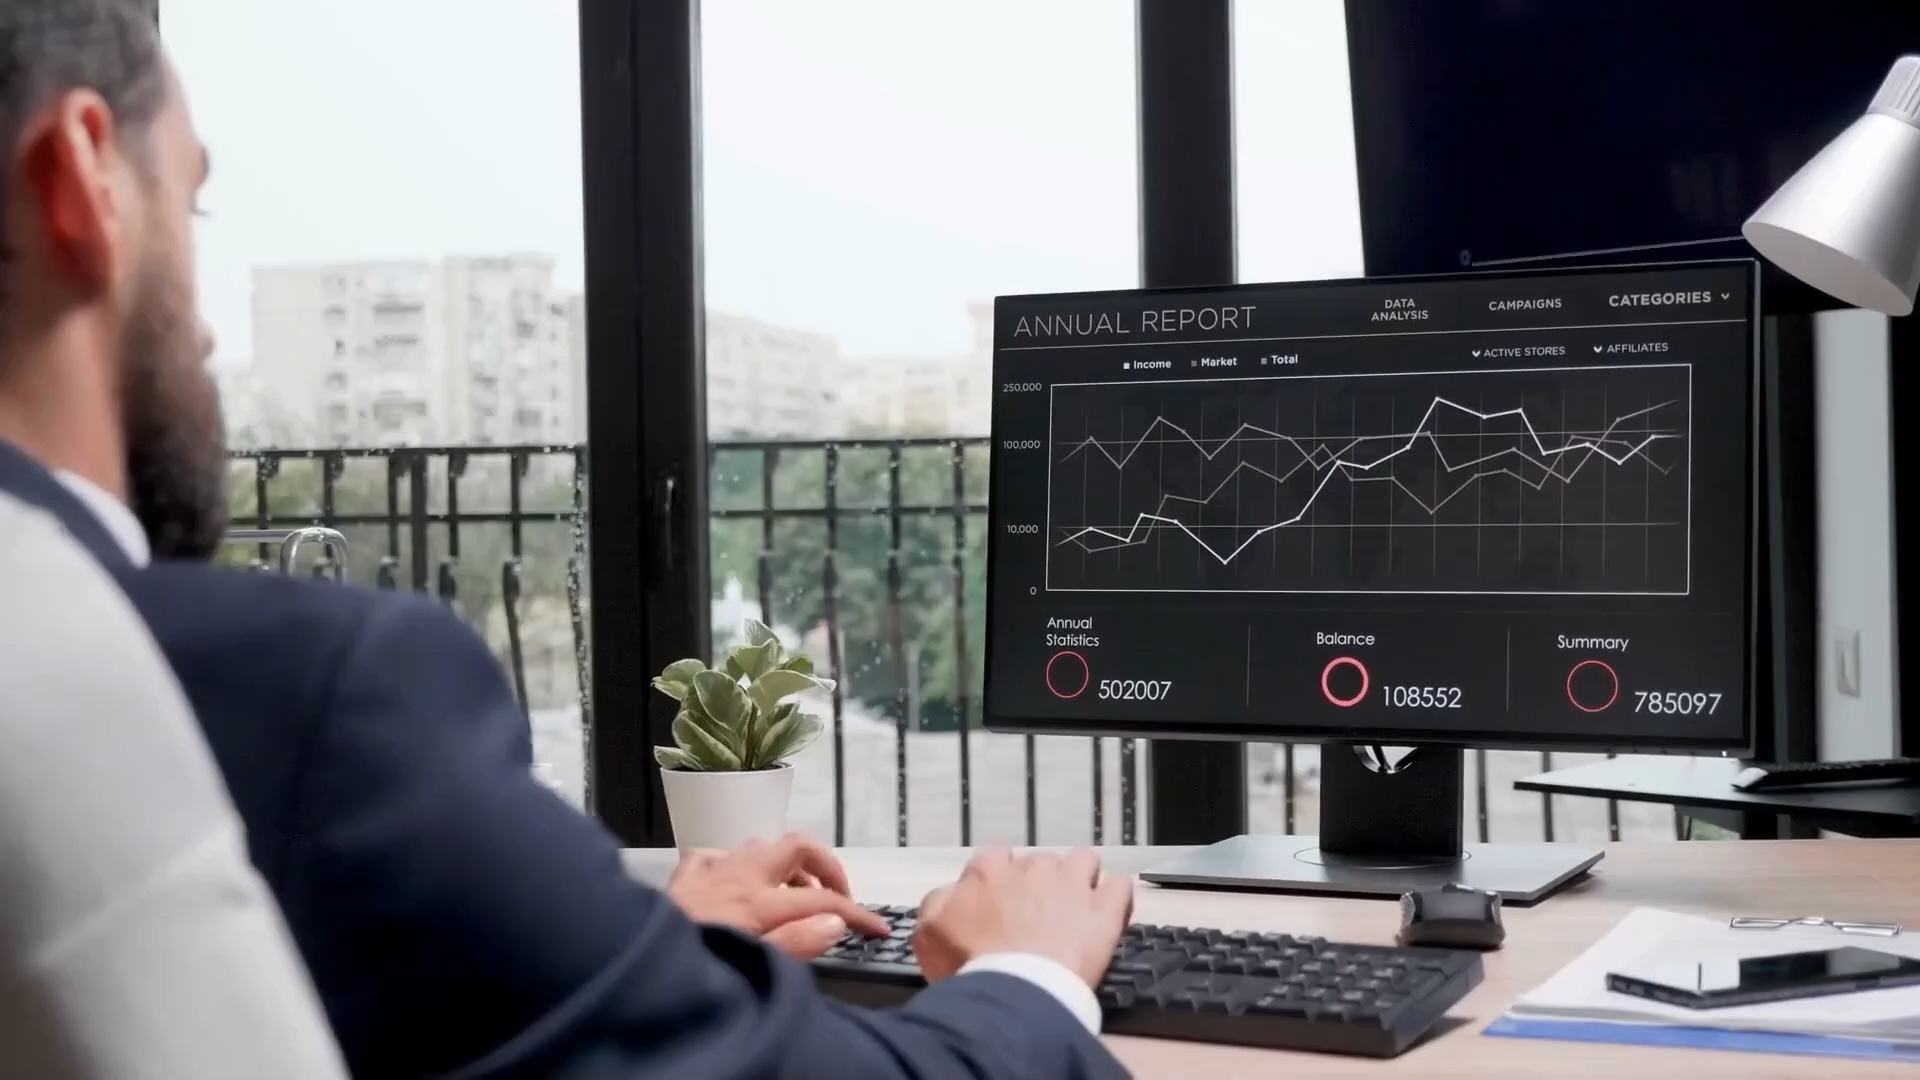 ANNUAL REPORT
DATA
ANALYSIS
CAMPAIGNS
CATEGORIES
Income
Market
Total
ACTIVE STORES
AFFILIATES
250,000
100,000
10,000
0
Annual
Statistics
502007
Balance
108552
Summary
785097